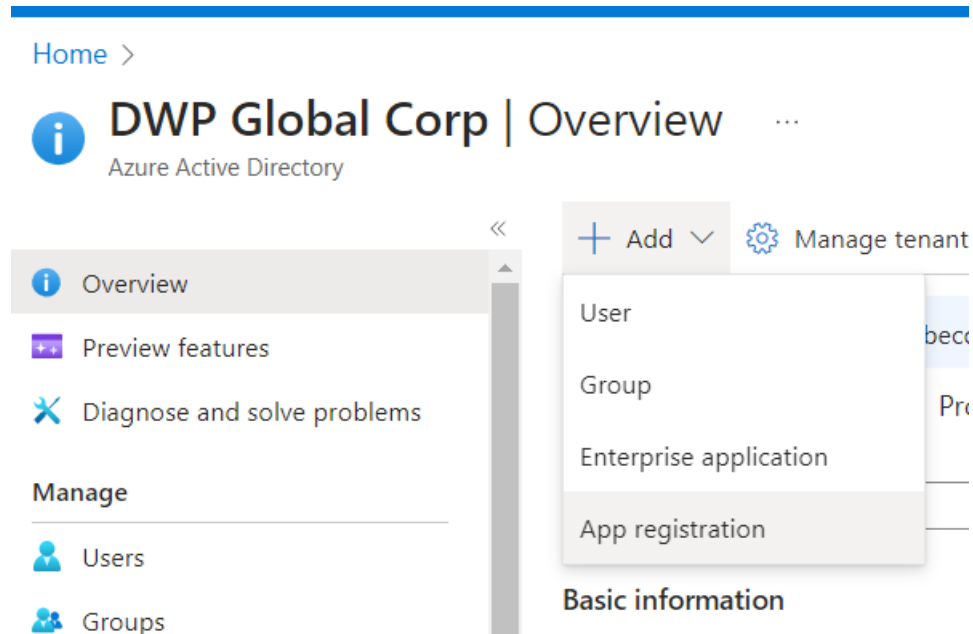 Home >
DWP Global Corp | Overview ...
Azure Active Directory
«
+ Add Manage tenant
Overview
Preview features
Diagnose and solve problems
Manage
Users
Groups
User
Group
Enterprise application
App registration
Basic information